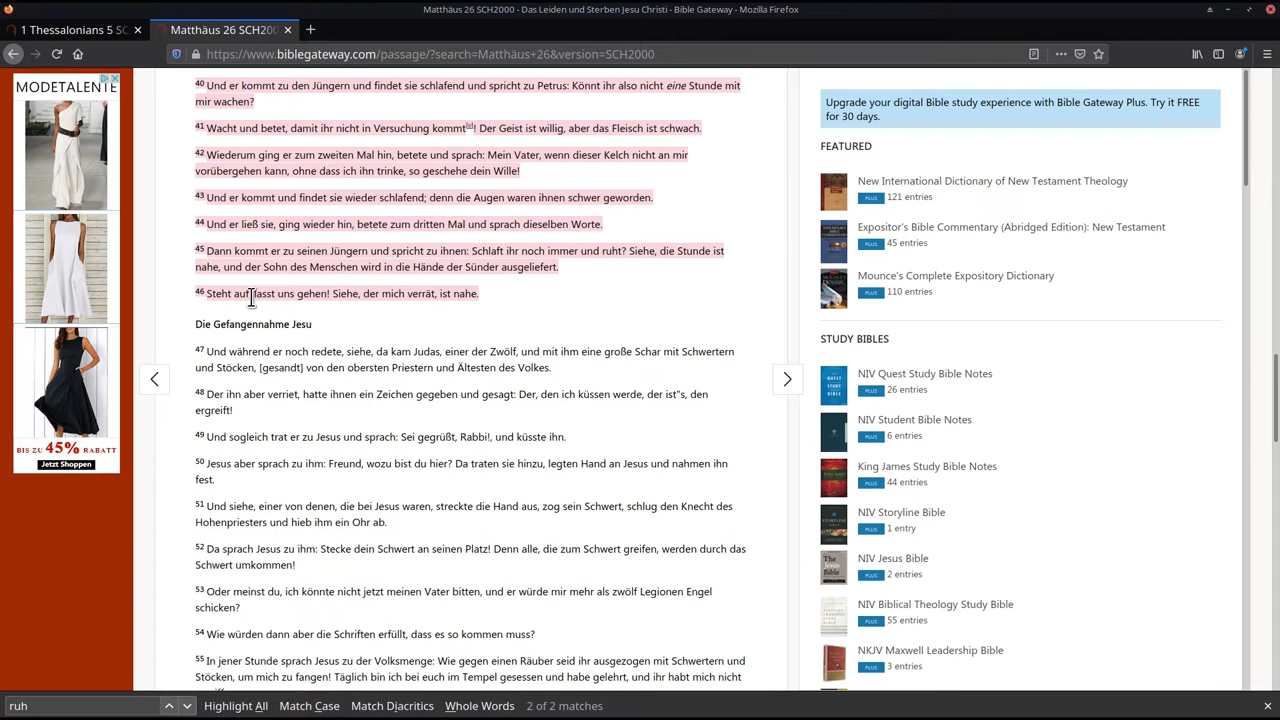 Matthäus 26 SCH2000 - Das Leiden und Sterben Jesu Christi - Bible Gateway - Mozilla Firefox
1 Thessalonians 5 SC
Matthäus 26 SCH2000 -
https://www.biblegateway.com/passage/?search=Matthäus+26&version=SCH2000
MODETALENTE
BIS ZU 45% RABATT
Jetzt Shoppen
40 Und er kommt zu den Jüngern und findet sie schlafend und spricht zu Petrus: Könnt ihr also nicht eine Stunde mit
mir wachen?
41 Wacht und betet, damit ihr nicht in Versuchung kommt! Der Geist ist willig, aber das Fleisch ist schwach.
42 Wiederum ging er zum zweiten Mal hin, betete und sprach: Mein Vater, wenn dieser Kelch nicht an mir
vorübergehen kann, ohne dass ich ihn trinke, so geschehe dein Wille!
43 Und er kommt und findet sie wieder schlafend; denn die Augen waren ihnen schwer geworden.
44 Und er ließ sie, ging wieder hin, betete zum dritten Mal und sprach dieselben Worte.
45 Dann kommt er zu seinen Jüngern und spricht zu ihnen: Schlaft ihr noch immer und ruht? Siehe, die Stunde ist
nahe, und der Sohn des Menschen wird in die Hände der Sünder ausgeliefert.
46 Steht auf, lasst uns gehen! Siehe, der mich verrät, ist nahe.
Die Gefangennahme Jesu
47 Und während er noch redete, siehe, da kam Judas, einer der Zwölf, und mit ihm eine große Schar mit Schwertern
und Stöcken, [gesandt] von den obersten Priestern und Ältesten des Volkes.
48 Der ihn aber verriet, hatte ihnen ein Zeichen gegeben und gesagt: Der, den ich küssen werde, der ist"s, den
ergreift!
49 Und sogleich trat er zu Jesus und sprach: Sei gegrüßt, Rabbi!, und küsste ihn.
50 Jesus aber sprach zu ihm: Freund, wozu bist du hier? Da traten sie hinzu, legten Hand an Jesus und nahmen ihn
fest.
51 Und siehe, einer von denen, die bei Jesus waren, streckte die Hand aus, zog sein Schwert, schlug den Knecht des
Hohenpriesters und hieb ihm ein Ohr ab.
52 Da sprach Jesus zu ihm: Stecke dein Schwert an seinen Platz! Denn alle, die zum Schwert greifen, werden durch das
Schwert umkommen!
53 Oder meinst du, ich könnte nicht jetzt meinen Vater bitten, und er würde mir mehr als zwölf Legionen Engel
schicken?
54 Wie würden dann aber die Schriften erfüllt, dass es so kommen muss?
55 In jener Stunde sprach Jesus zu der Volksmenge: Wie gegen einen Räuber seid ihr ausgezogen mit Schwertern und
Stöcken, um mich zu fangen! Täglich bin ich bei euch im Tempel gesessen und habe gelehrt, und ihr habt mich nicht
Upgrade your digital Bible study experience with Bible Gateway Plus. Try it FREE
for 30 days.
FEATURED
New International Dictionary of New Testament Theology
PLUS 121 entries
Expositor's Bible Commentary (Abridged Edition): New Testament
PLUS 45 entries
Mounce's Complete Expository Dictionary
PLUS 110 entries
STUDY BIBLES
NIV Quest Study Bible Notes
PLUS 26 entries
NIV Student Bible Notes
PLUS 6 entries
King James Study Bible Notes
PLUS 44 entries
NIV Storyline Bible
PLUS 1 entry
NIV Jesus Bible
PLUS 2 entries
NIV Biblical Theology Study Bible
PLUS 55 entries
NKJV Maxwell Leadership Bible
PLUS 3 entries
ruh
Highlight All
Match Case
Match Diacritics
Whole Words
2 of 2 matches